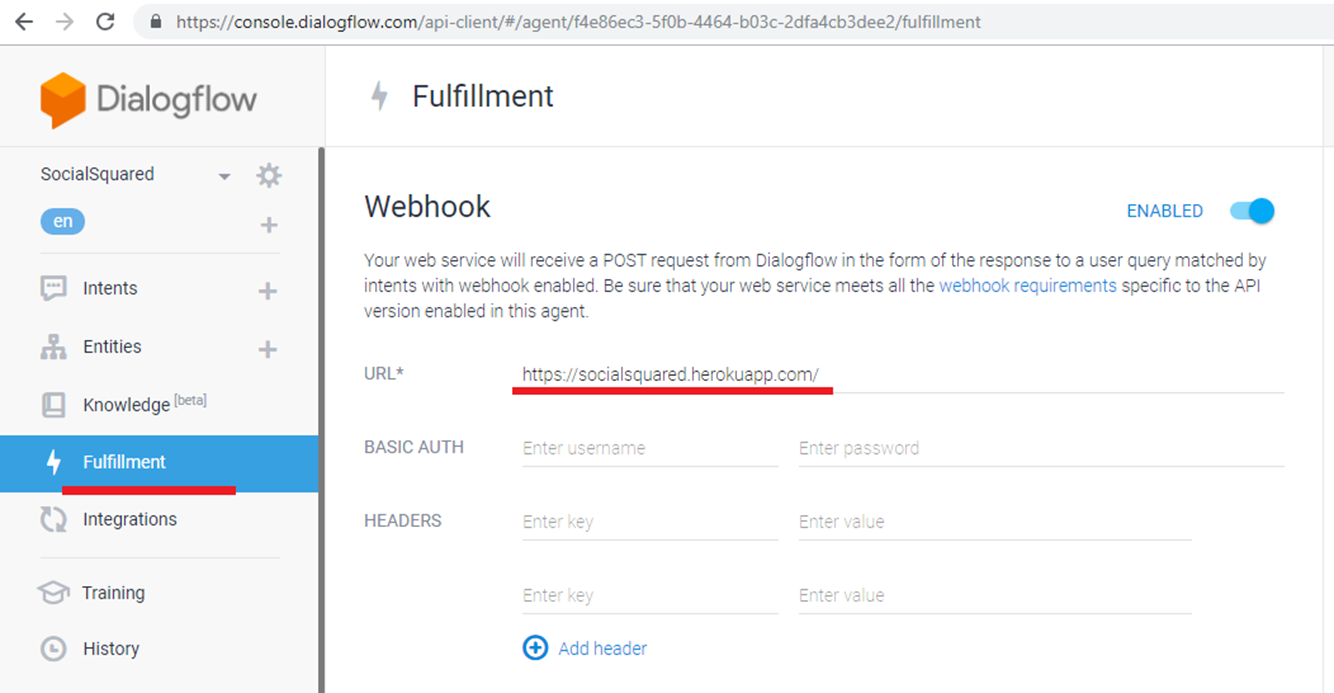 https://console.dialogflow.com/api-client/#/agent/f4e86ec3-5f0b-4464-b03c-2dfa4cb3dee2/fulfillment
Dialogflow
SocialSquared
en
Intents
Entities
Knowledge [beta]
Fulfillment
Integrations
Training
History
Fulfillment
Webhook
ENABLED
Your web service will receive a POST request from Dialogflow in the form of the response to a user query matched by
intents with webhook enabled. Be sure that your web service meets all the webhook requirements specific to the API
version enabled in this agent.
URL*
https://socialsquared.herokuapp.com/
BASIC AUTH
Enter username
Enter password
HEADERS
Enter key
Enter value
Enter key
Enter value
Add header